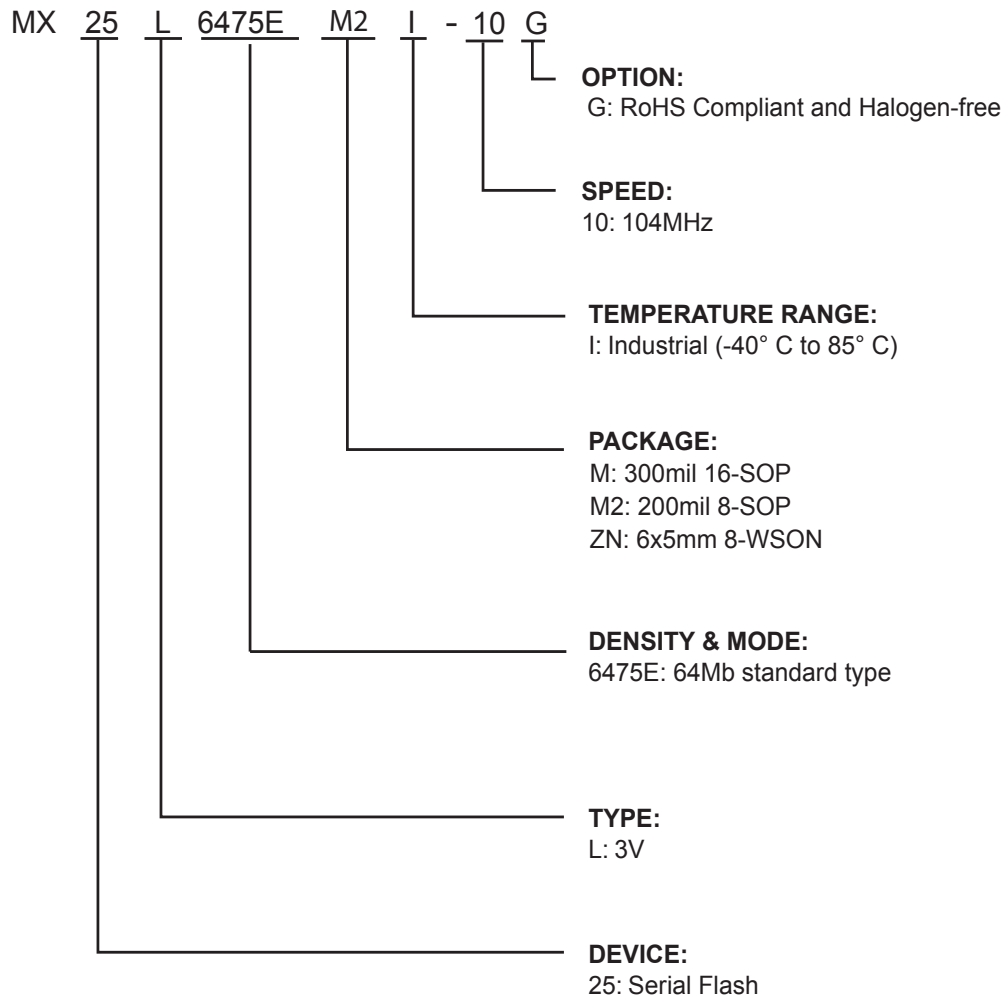 MX 25 L 6475E M2 I - 10 G
OPTION:
G: RoHS Compliant and Halogen-free
SPEED:
10: 104MHz
TEMPERATURE RANGE:
I: Industrial (-40° C to 85° C)
PACKAGE:
M: 300mil 16-SOP
M2: 200mil 8-SOP
ZN: 6x5mm 8-WSON
DENSITY & MODE:
6475E: 64Mb standard type
TYPE:
L: 3V
DEVICE:
25: Serial Flash